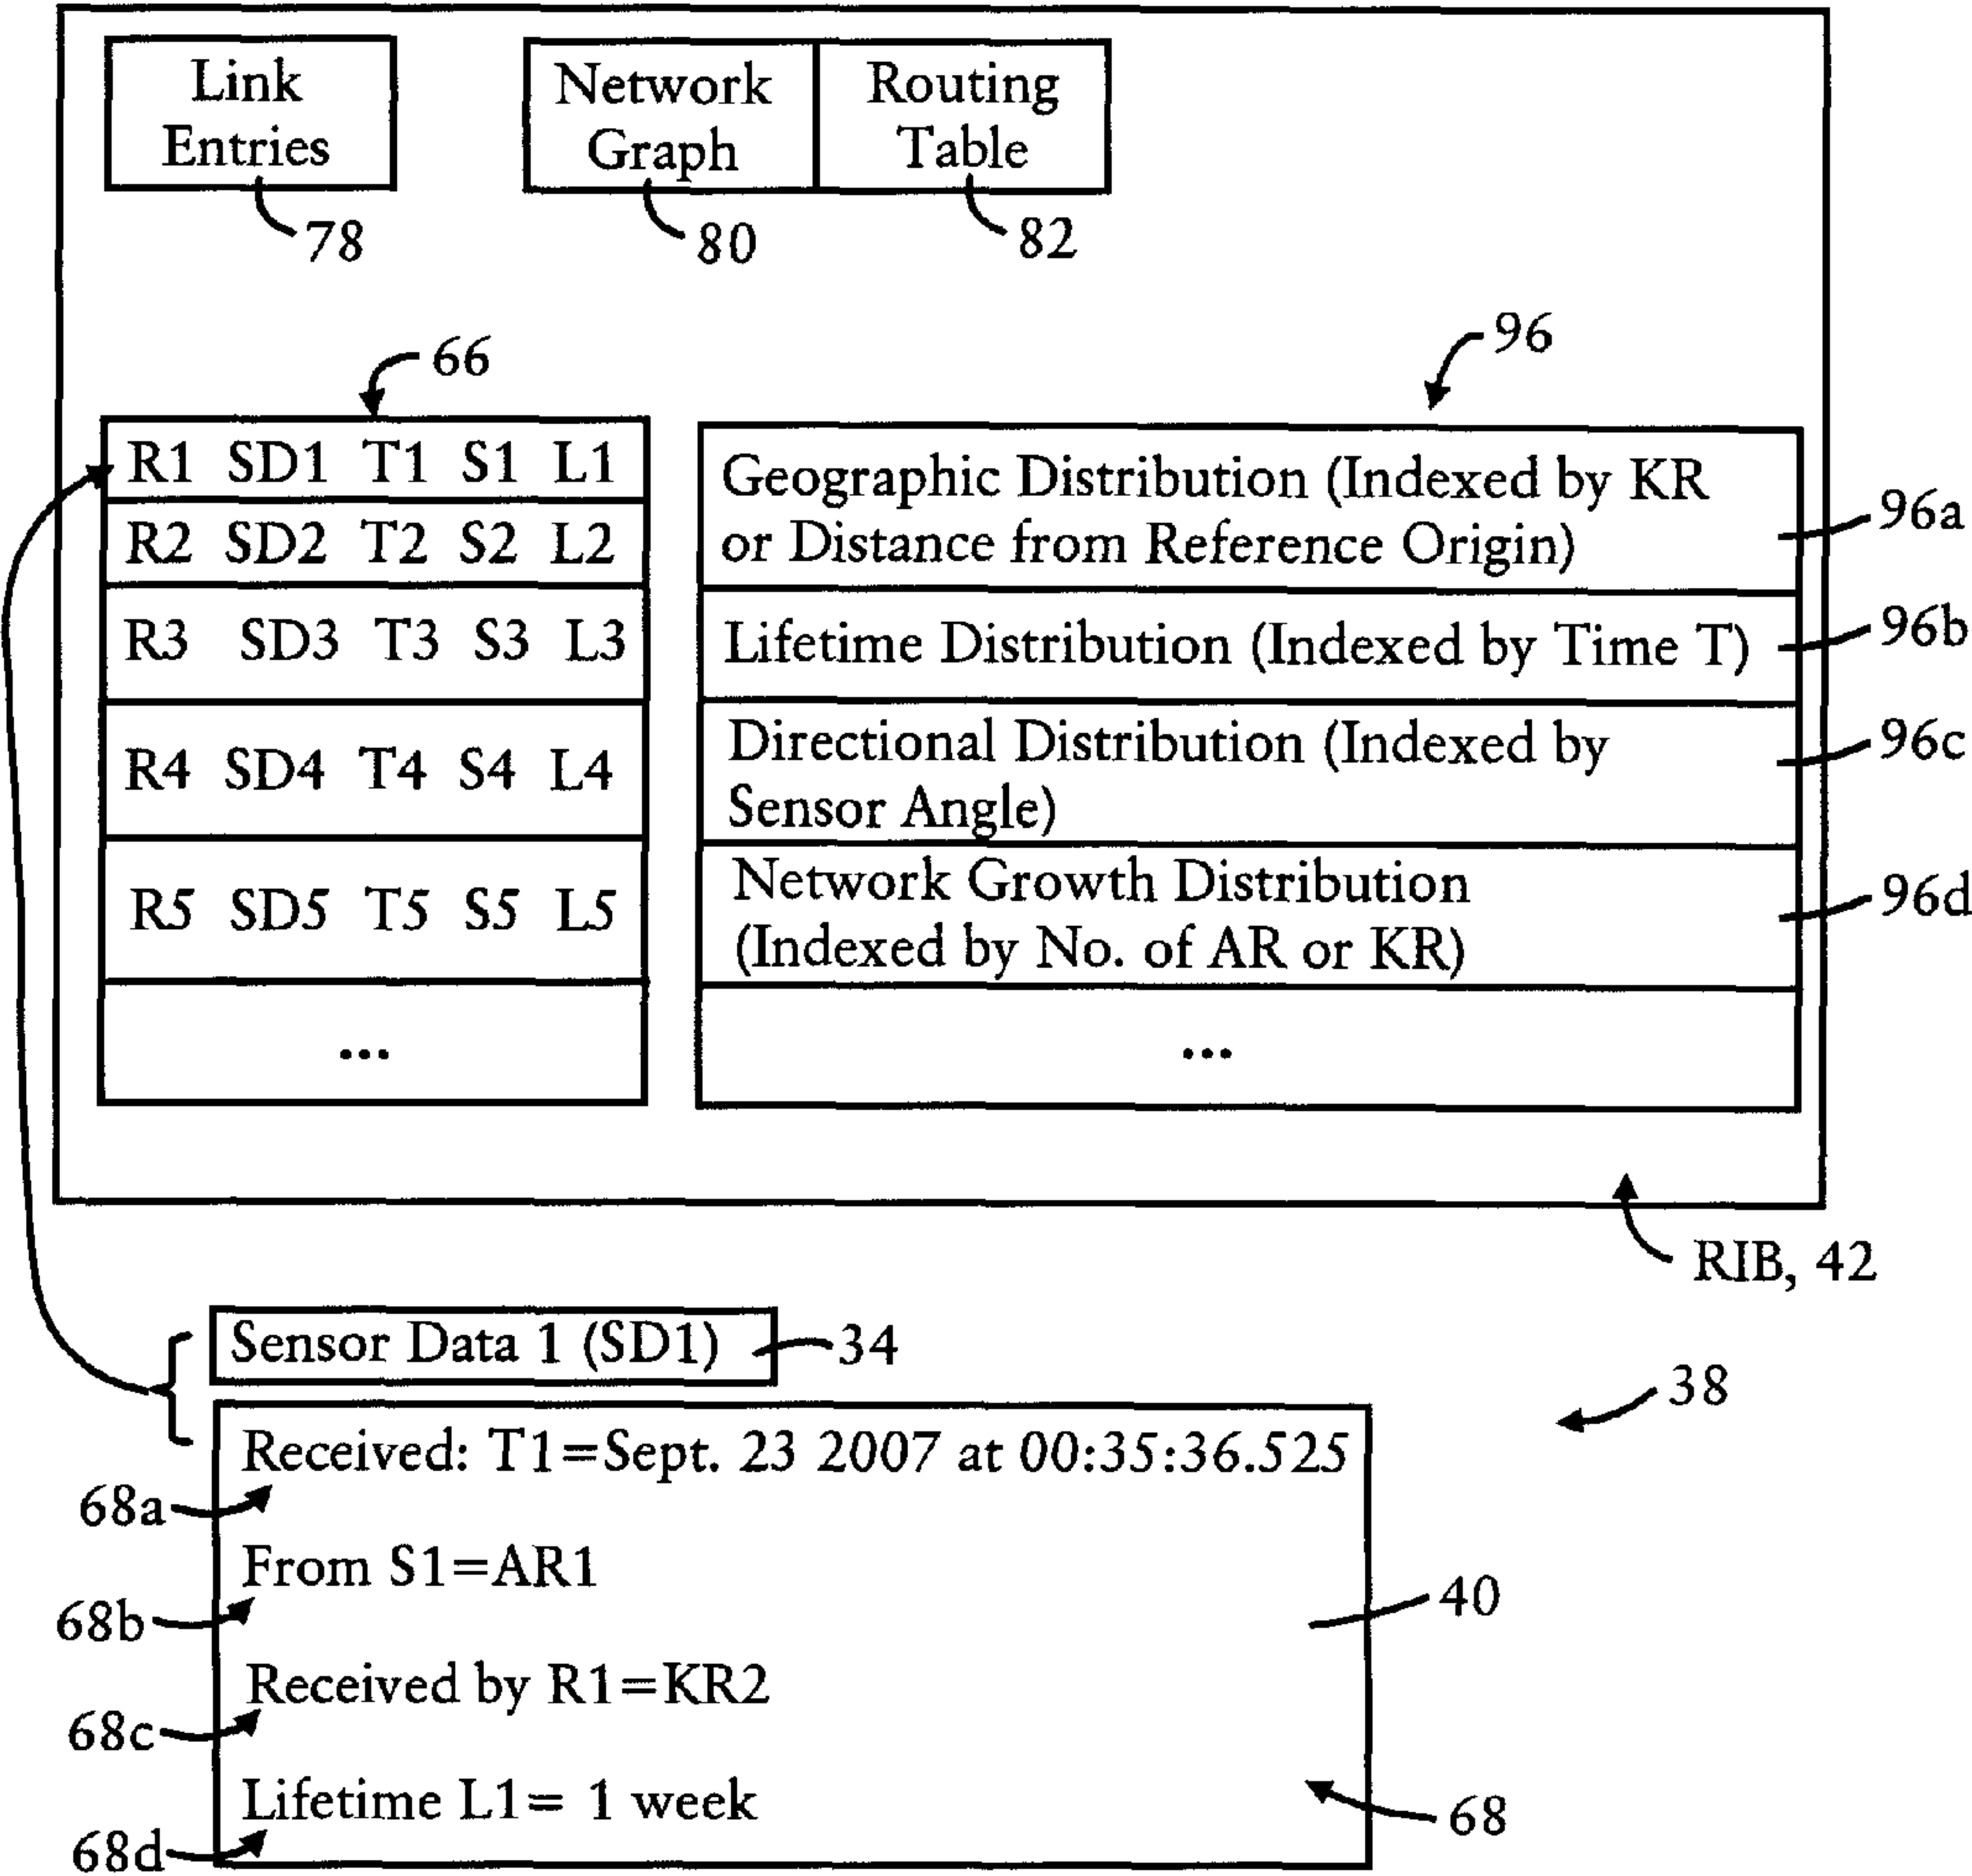 Link
Entries
Network
Graph
Routing
Table
78
80
82
66
96
R1 SD1 T1 S1 L1
R2 SD2 T2 S2 L2
R3 SD3 T3 S3 L3
R4 SD4 T4 S4 L4
R5 SD5 T5 S5 L5
...
Geographic Distribution (Indexed by KR
or Distance from Reference Origin)
96a
Lifetime Distribution (Indexed by Time T)
96b
Directional Distribution (Indexed by
Sensor Angle)
96c
Network Growth Distribution
(Indexed by No. of AR or KR)
96d
...
RIB, 42
Sensor Data 1 (SD1)
34
38
Received: T1=Sept. 23 2007 at 00:35:36.525
68a
From S1=AR1
68b
40
Received by R1=KR2
68c
Lifetime L1= 1 week
68d
68